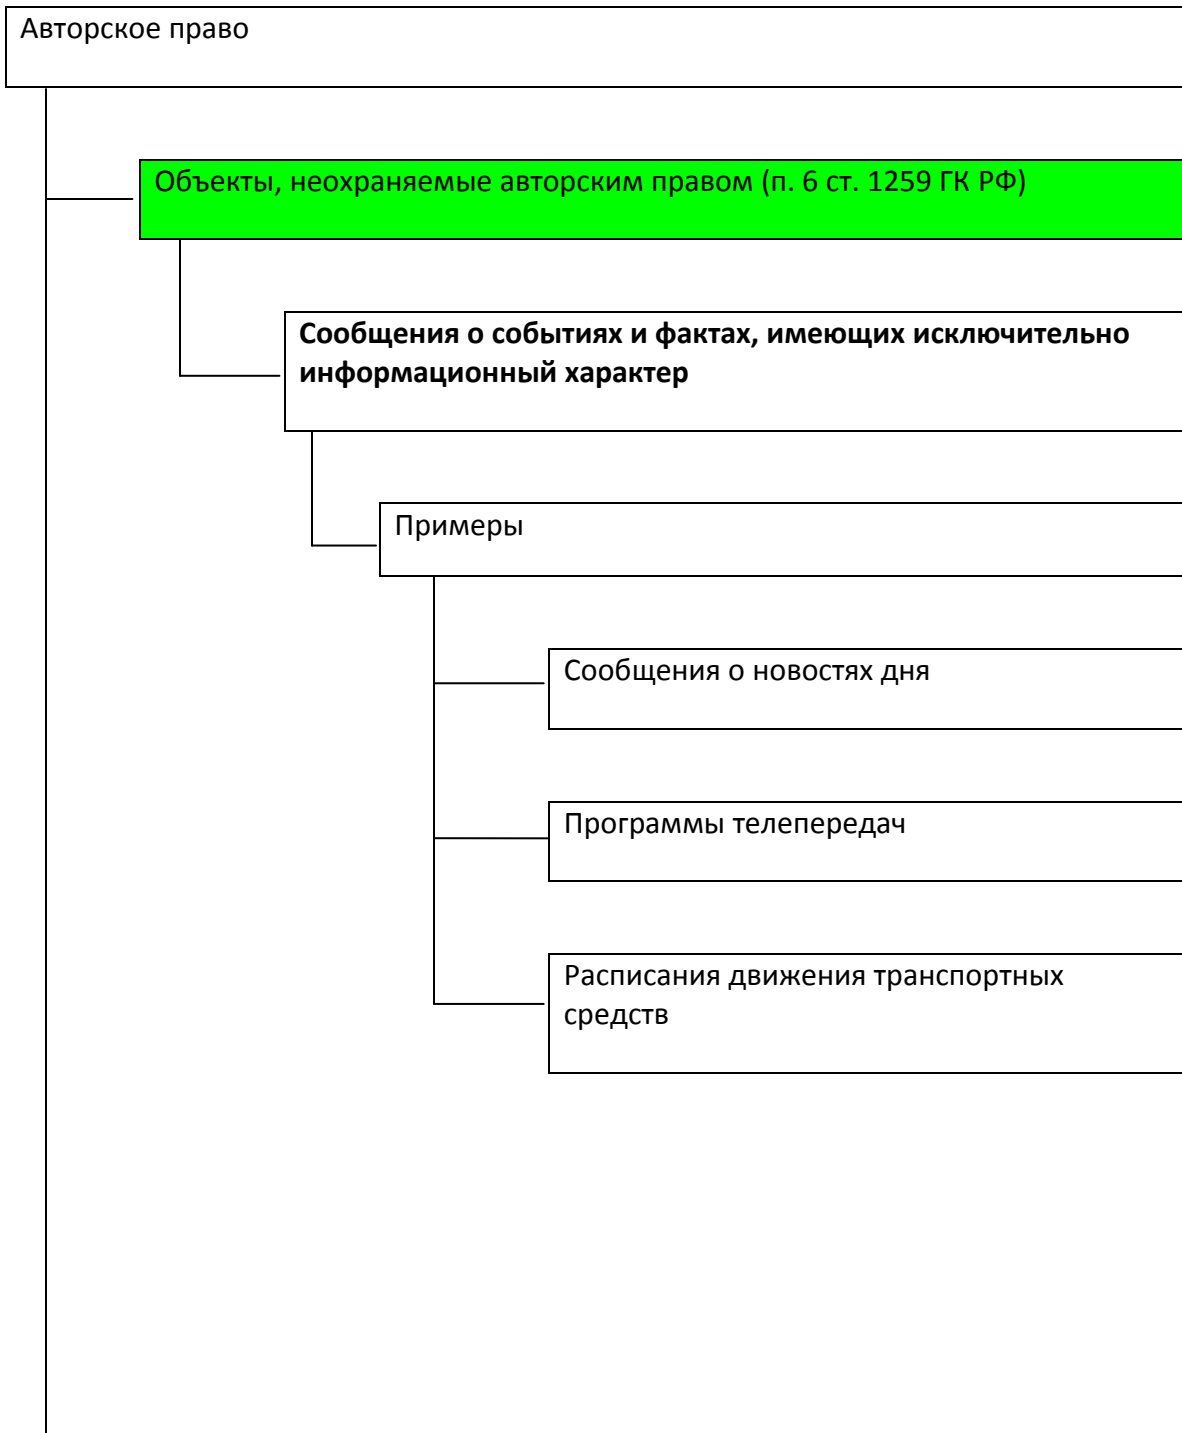 Авторское право
Объекты, неохраняемые авторским правом (п. 6 ст. 1259 ГК РФ)
Сообщения о событиях и фактах, имеющих исключительно
информационный характер
Примеры
Сообщения о новостях дня
Программы телепередач
Расписания движения транспортных
средств